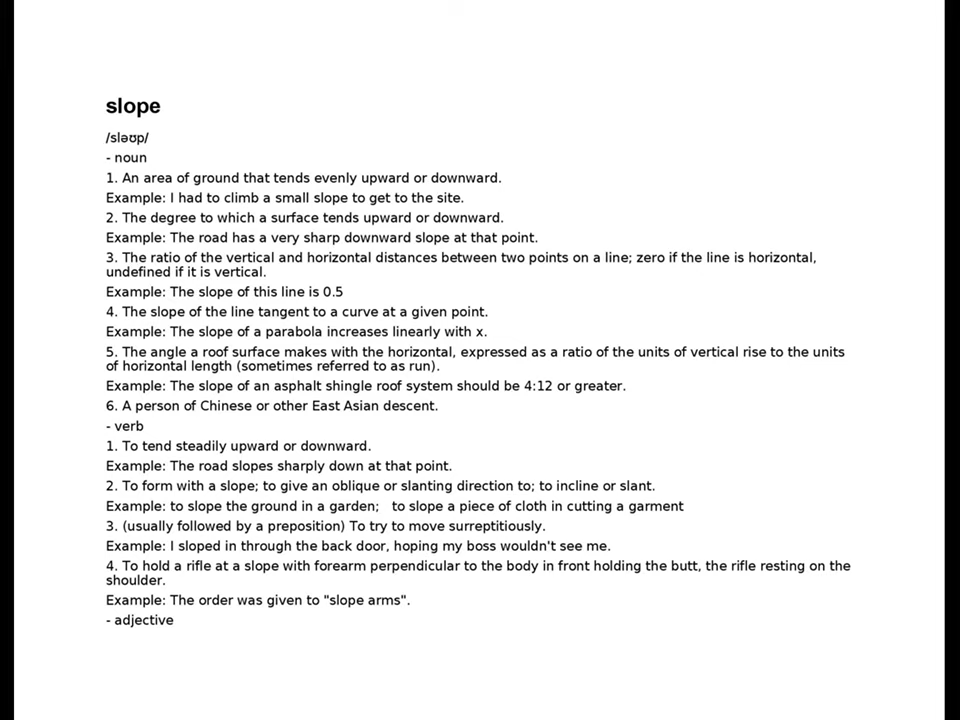 slope
/sləʊp/
- noun
1. An area of ground that tends evenly upward or downward.
Example: I had to climb a small slope to get to the site.
2. The degree to which a surface tends upward or downward.
Example: The road has a very sharp downward slope at that point.
3. The ratio of the vertical and horizontal distances between two points on a line; zero if the line is horizontal,
undefined if it is vertical.
Example: The slope of this line is 0.5
4. The slope of the line tangent to a curve at a given point.
Example: The slope of a parabola increases linearly with x.
5. The angle a roof surface makes with the horizontal, expressed as a ratio of the units of vertical rise to the units
of horizontal length (sometimes referred to as run).
Example: The slope of an asphalt shingle roof system should be 4:12 or greater.
6. A person of Chinese or other East Asian descent.
- verb
1. To tend steadily upward or downward.
Example: The road slopes sharply down at that point.
2. To form with a slope; to give an oblique or slanting direction to; to incline or slant.
Example: to slope the ground in a garden;   to slope a piece of cloth in cutting a garment
3. (usually followed by a preposition) To try to move surreptitiously.
Example: I sloped in through the back door, hoping my boss wouldn't see me.
4. To hold a rifle at a slope with forearm perpendicular to the body in front holding the butt, the rifle resting on the
shoulder.
Example: The order was given to "slope arms".
- adjective